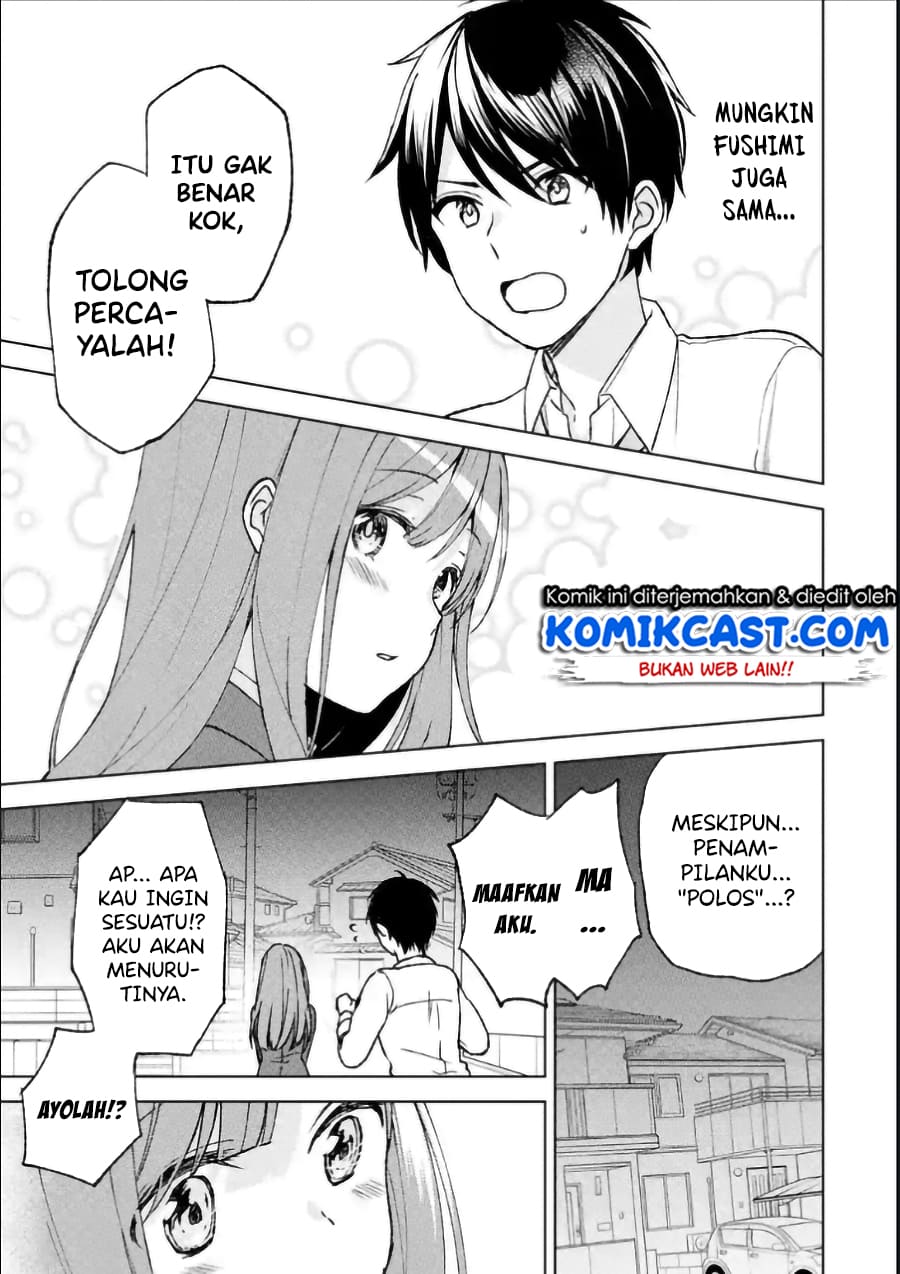 MUNGKIN
FUSHIMI
JUGA
SAMA...
ITU GAK
BENAR
KOK,
TOLONG
PERCA-
YALAH!
Komik ini diterjemahkan & diedit oleh
KOMIKCAST.COM
BUKAN WEB LAIN!!
MESKIPUN...
PENAM-
PILANKU...
"POLOS"...?
MA
...
MAAFKAN
AKU.
AP... APA
KAU INGIN
SESUATU!?
AKU AKAN
MENURU-
TINYA.
AYOLAH!?